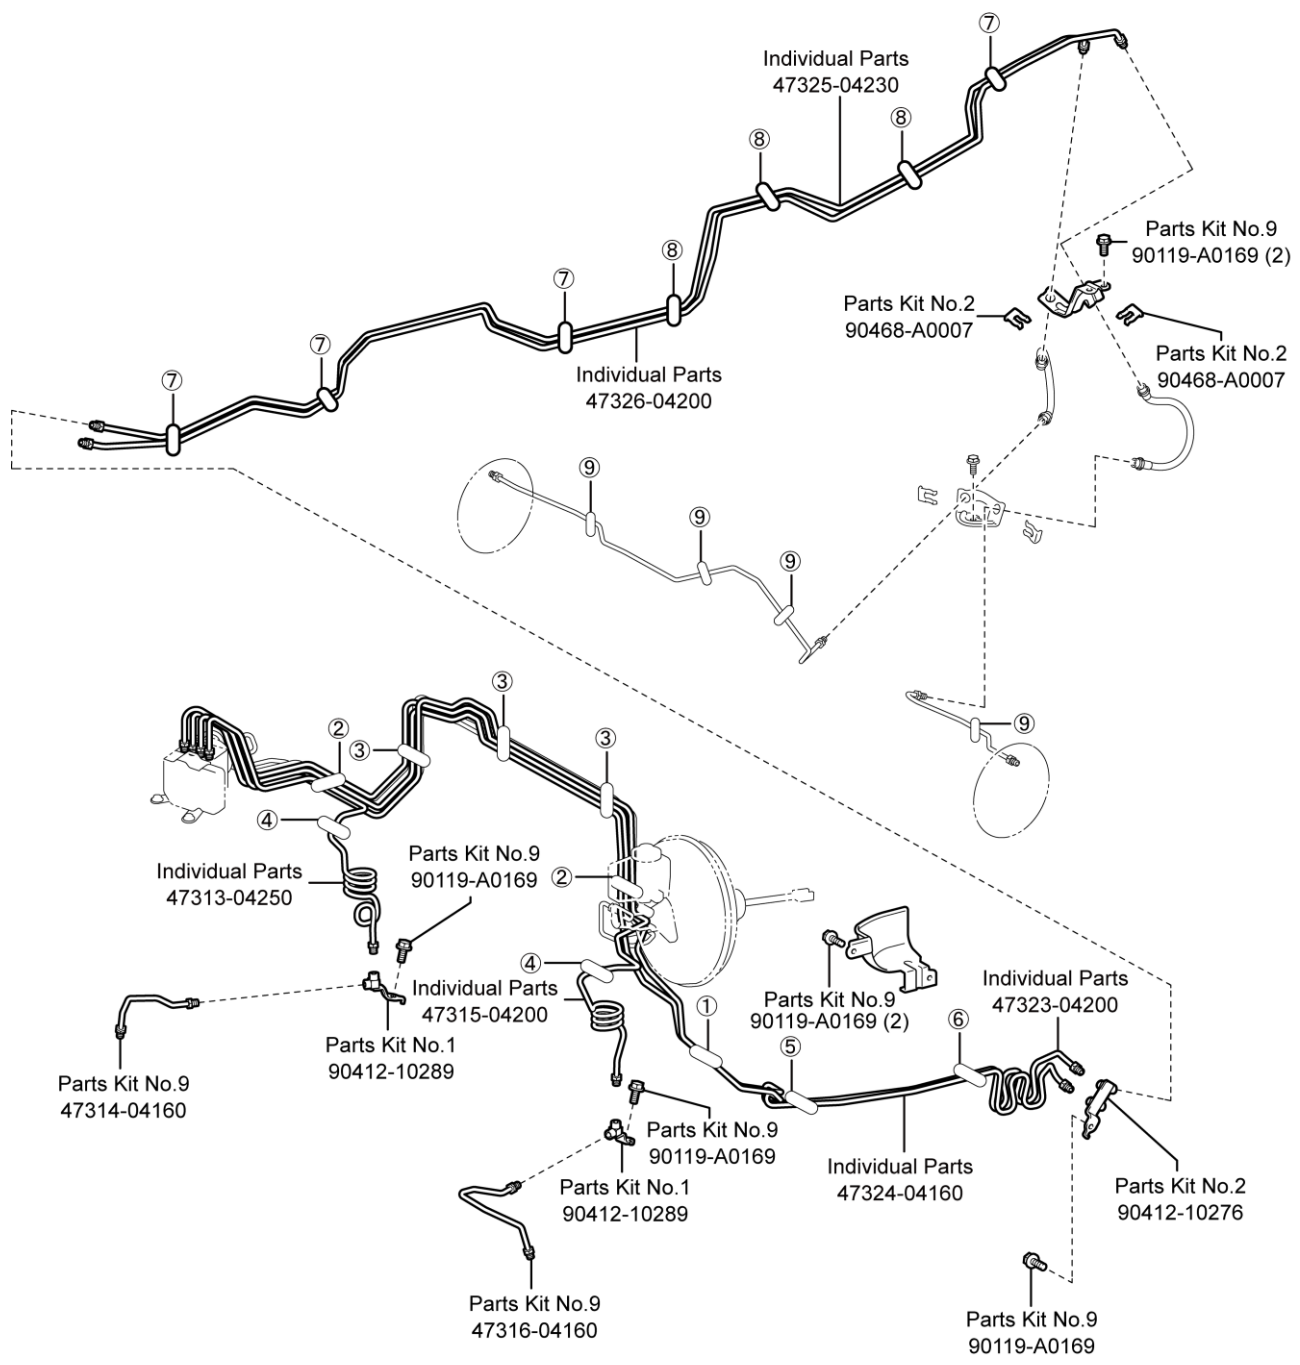 ⑦
Individual Parts
47325-04230
⑧
⑧
Parts Kit No.9
90119-A0169 (2)
⑧
⑦
Parts Kit No.2
90468-A0007
Parts Kit No.2
90468-A0007
⑦
Individual Parts
47326-04200
⑦
⑨
⑨
⑨
⑨
③
②
③
③
④
Parts Kit No.9
90119-A0169
Individual Parts
47313-04250
②
④
Individual Parts
47315-04200
Parts Kit No.9
90119-A0169 (2)
Individual Parts
47323-04200
①
⑤
⑥
Parts Kit No.1
90412-10289
Parts Kit No.9
47314-04160
Parts Kit No.9
90119-A0169
Individual Parts
47324-04160
Parts Kit No.1
90412-10289
Parts Kit No.2
90412-10276
Parts Kit No.9
47316-04160
Parts Kit No.9
90119-A0169